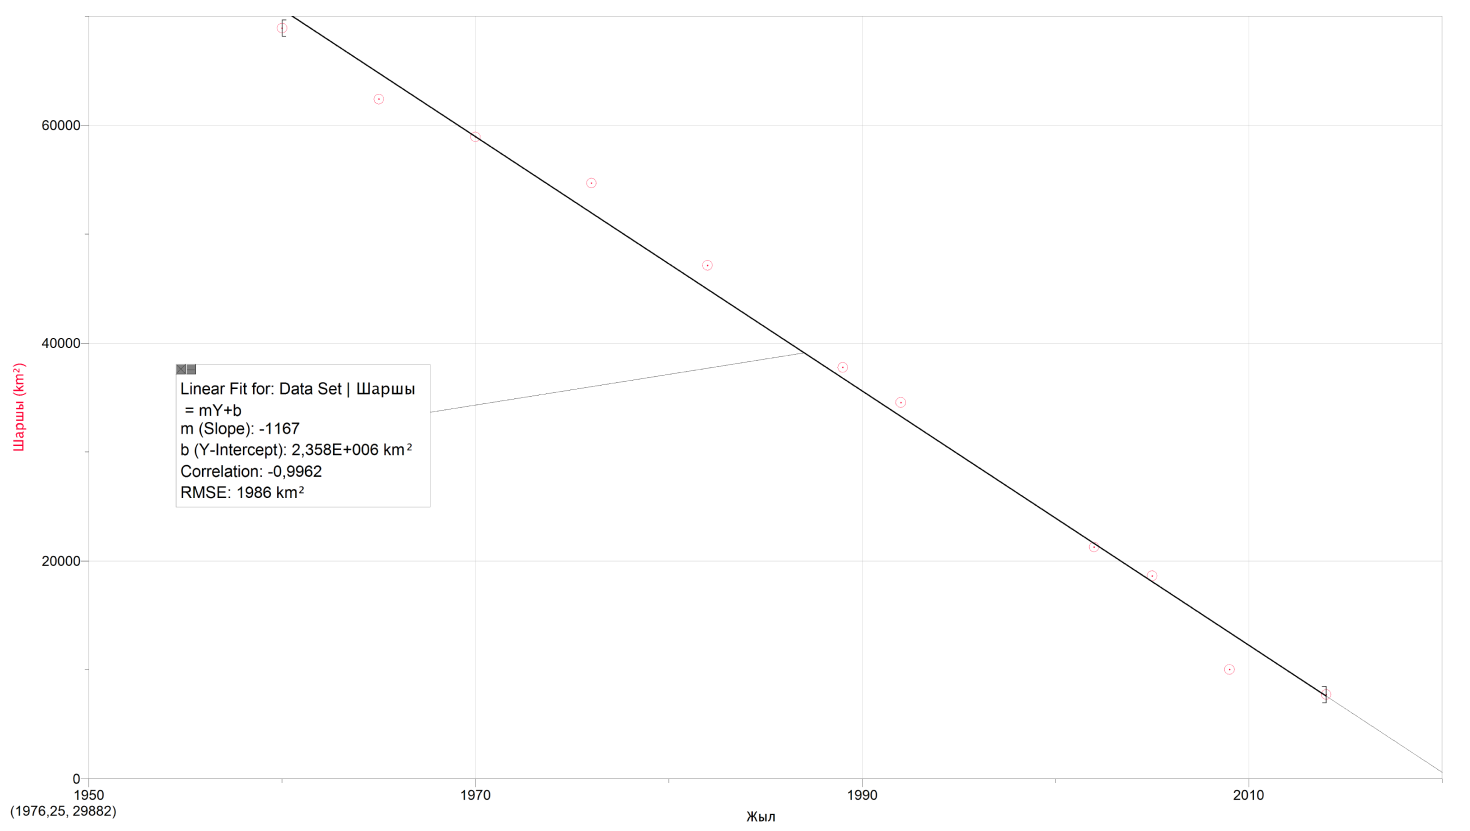 60000
40000
20000
0
Шаршы (km²)
Linear Fit for: Data Set | Шаршы
= mY+b
m (Slope): -1167
b (Y-Intercept): 2,358E+006 km²
Correlation: -0,9962
RMSE: 1986 km²
1950
1970
1990
2010
(1976,25, 29882)
Жыл